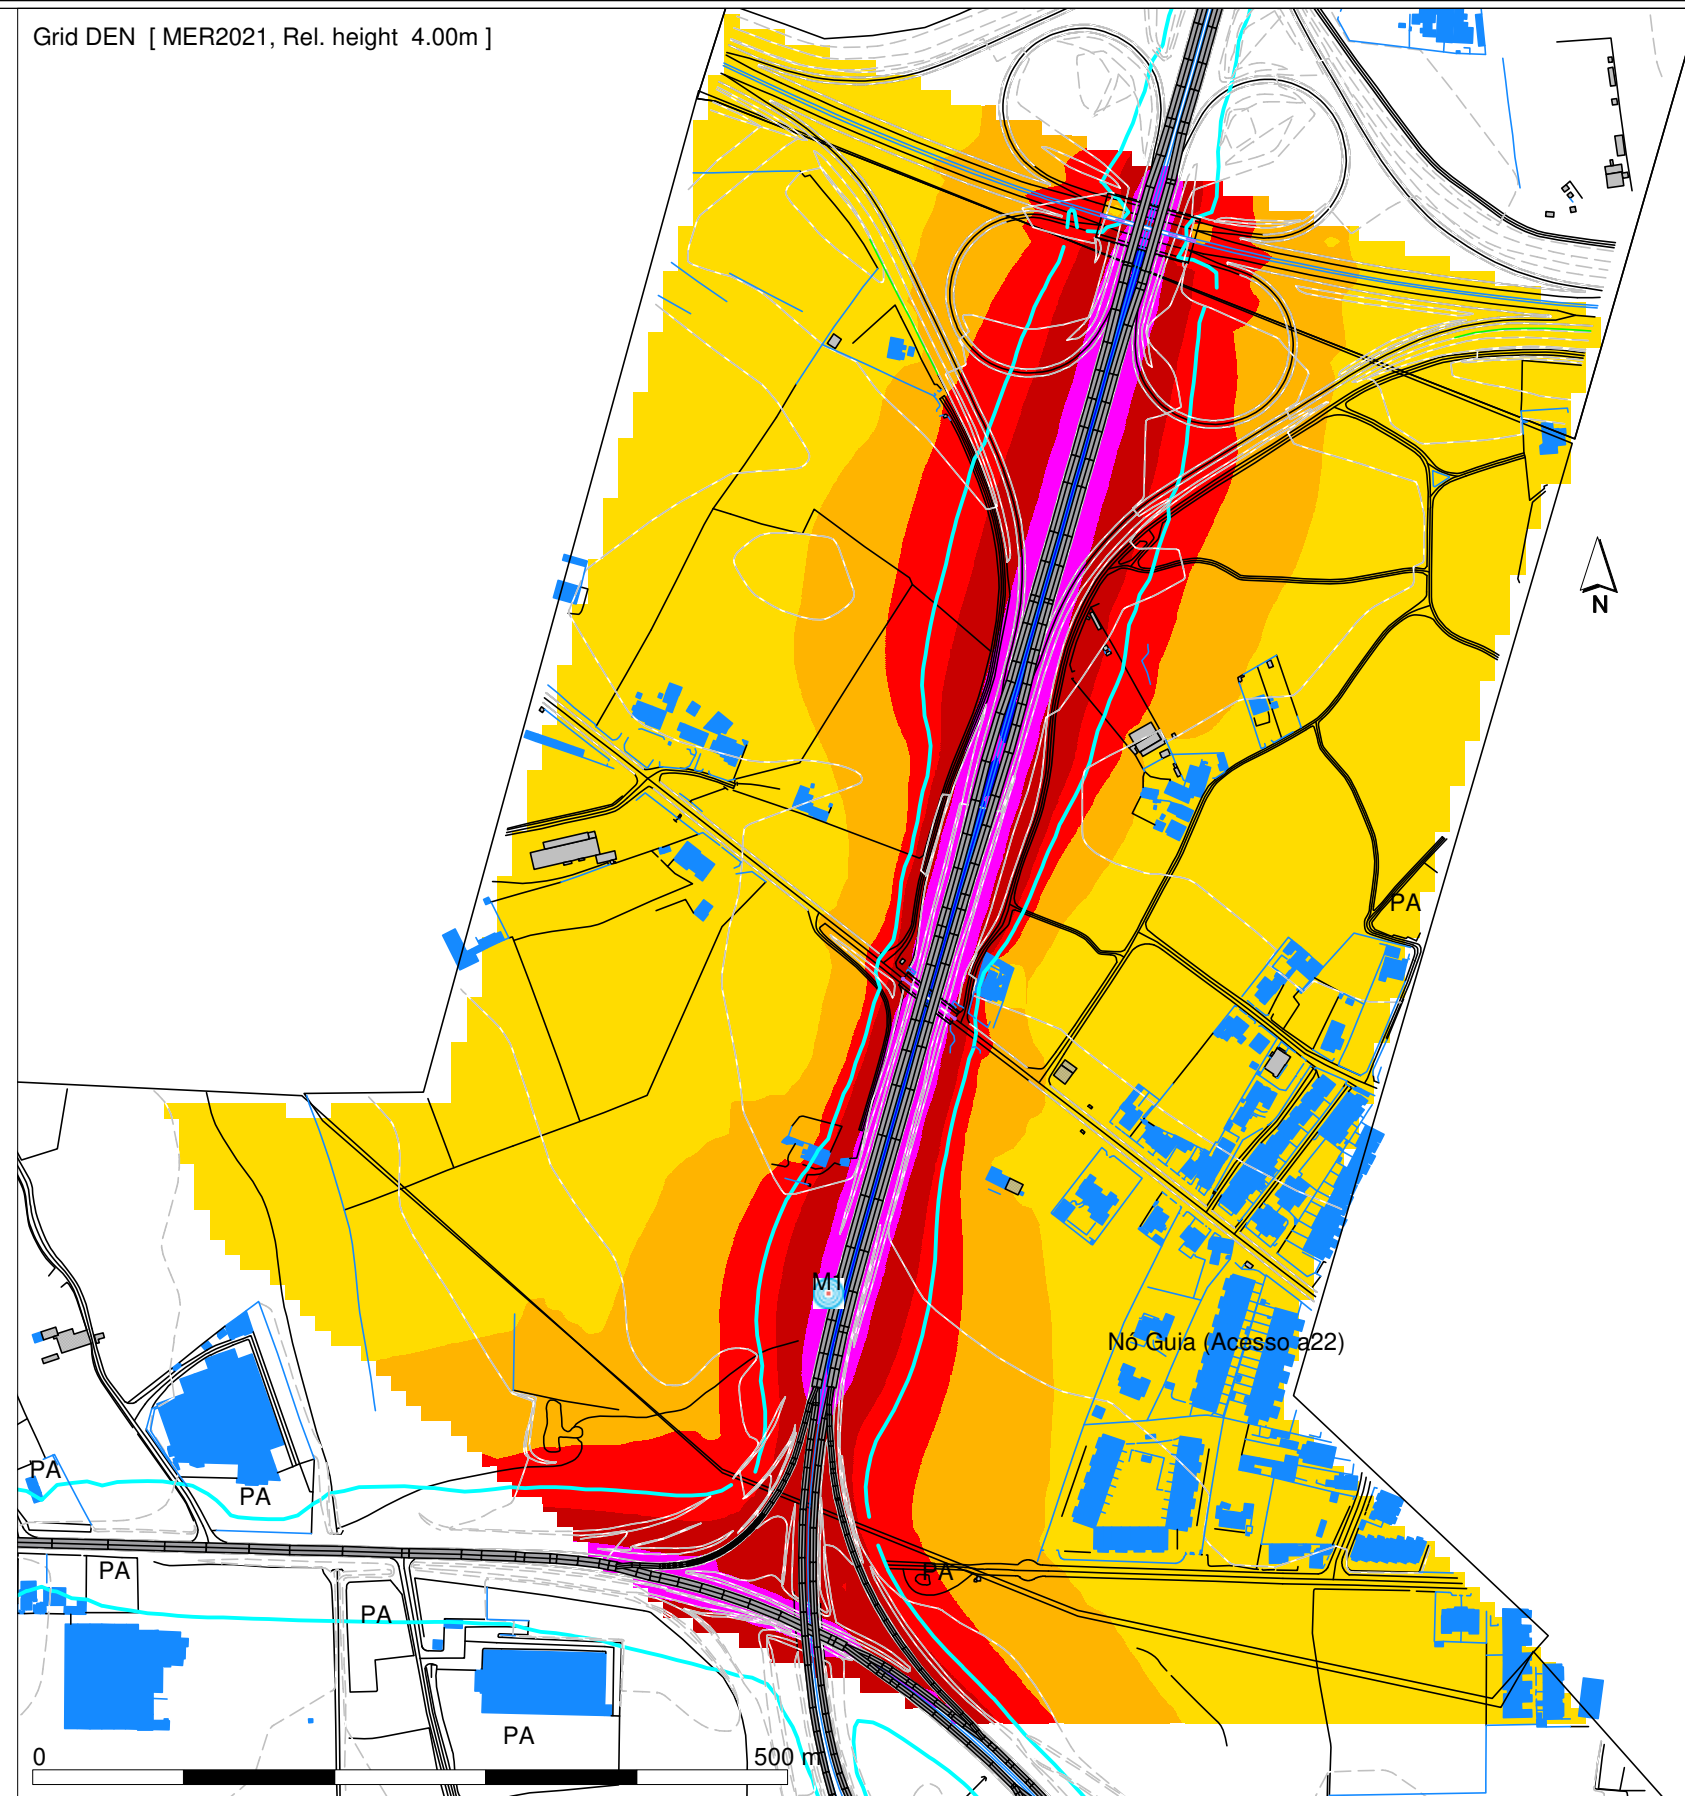 Grid DEN [ MER2021, Rel. height 4.00m ]
N
PA
M1
Nó Guia (Acesso a22)
PA
PA
PA
PA
PA
PA
0 500 m